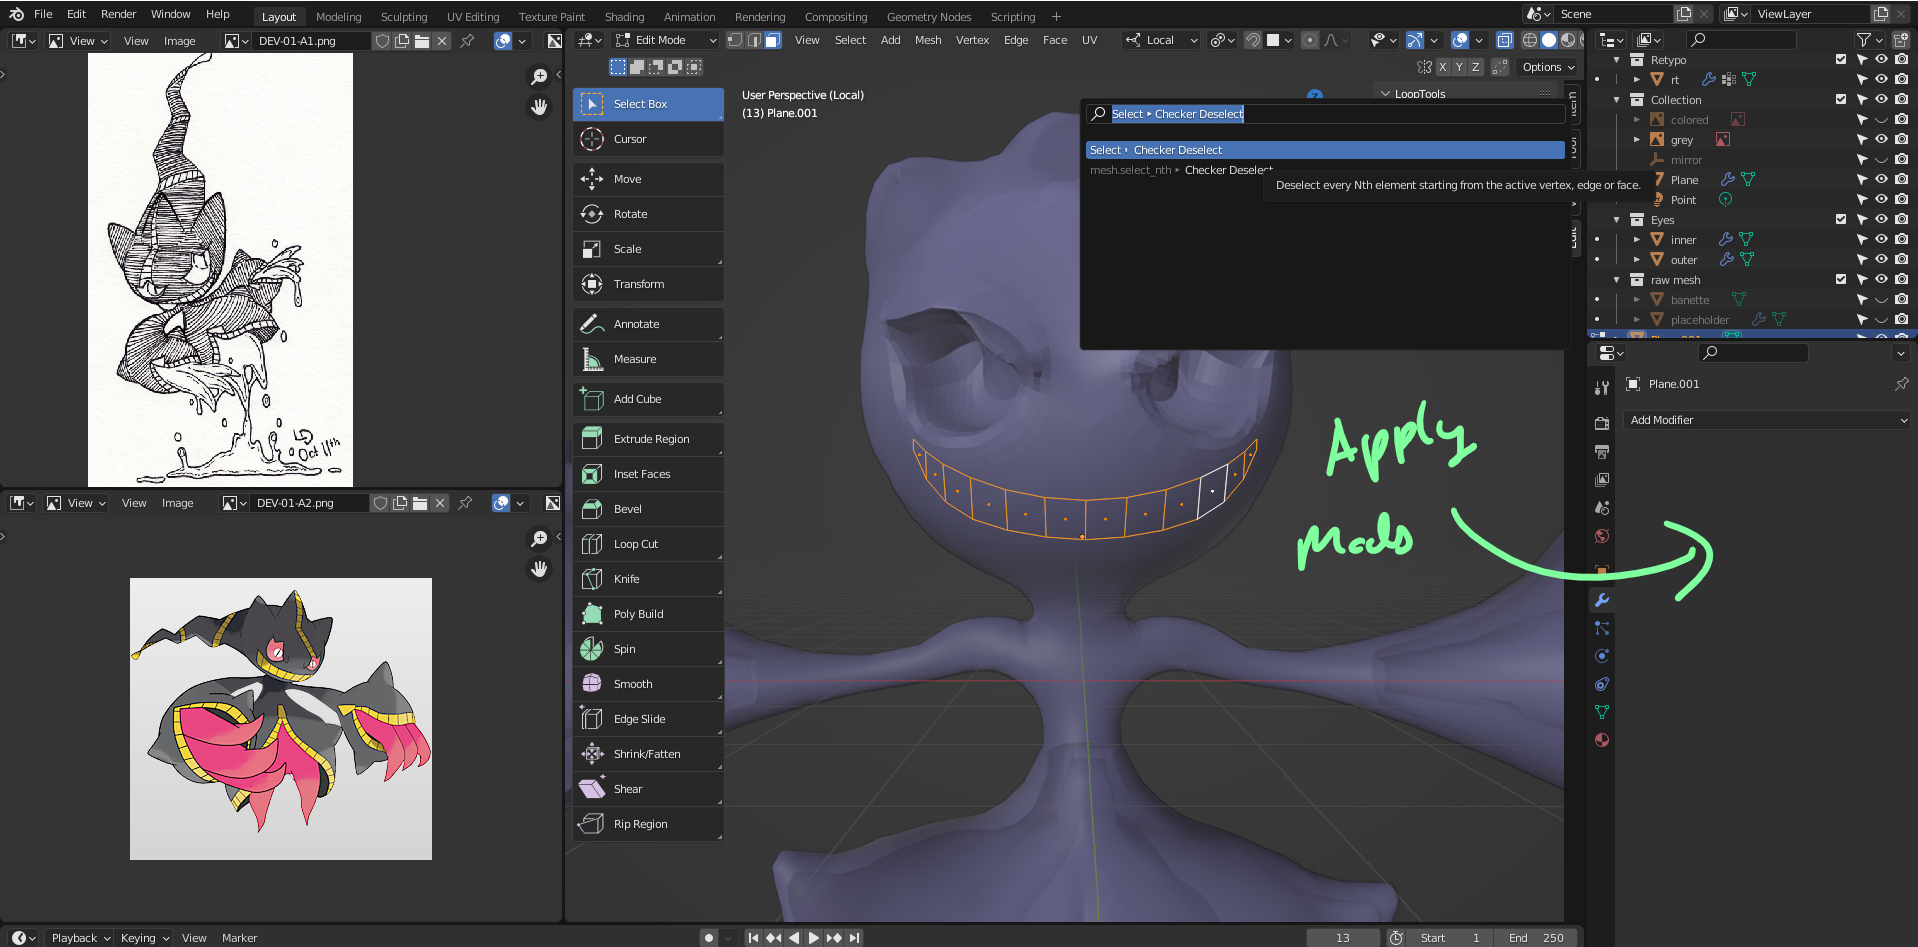 File Edit Render Window Help Layout Modeling Sculpting UV Editing Texture Paint Shading Animation Rendering Compositing Geometry Nodes Scripting + Scene ViewLayer
View View Image DEV-01-A1.png
Oct 11th
View View Image DEV-01-A2.png
Edit Mode View Select Add Mesh Vertex Edge Face UV Local
X Y Z Options
Select Box
Cursor
Move
Rotate
Scale
Transform
Annotate
Measure
Add Cube
Extrude Region
Inset Faces
Bevel
Loop Cut
Knife
Poly Build
Spin
Smooth
Edge Slide
Shrink/Fatten
Shear
Rip Region
User Perspective (Local)
(13) Plane.001
LoopTools
Item
Edit
Select ▸ Checker Deselect
Select ▸ Checker Deselect
mesh.select_nth ▸ Checker Deselect
Deselect every Nth element starting from the active vertex, edge or face.
Apply
mods
Retypo
rt
Collection
colored
grey
mirror
Plane
Point
Eyes
inner
outer
raw mesh
banette
placeholder
Plane.001
Plane.001
Add Modifier
Playback Keying View Marker 13 Start 1 End 250